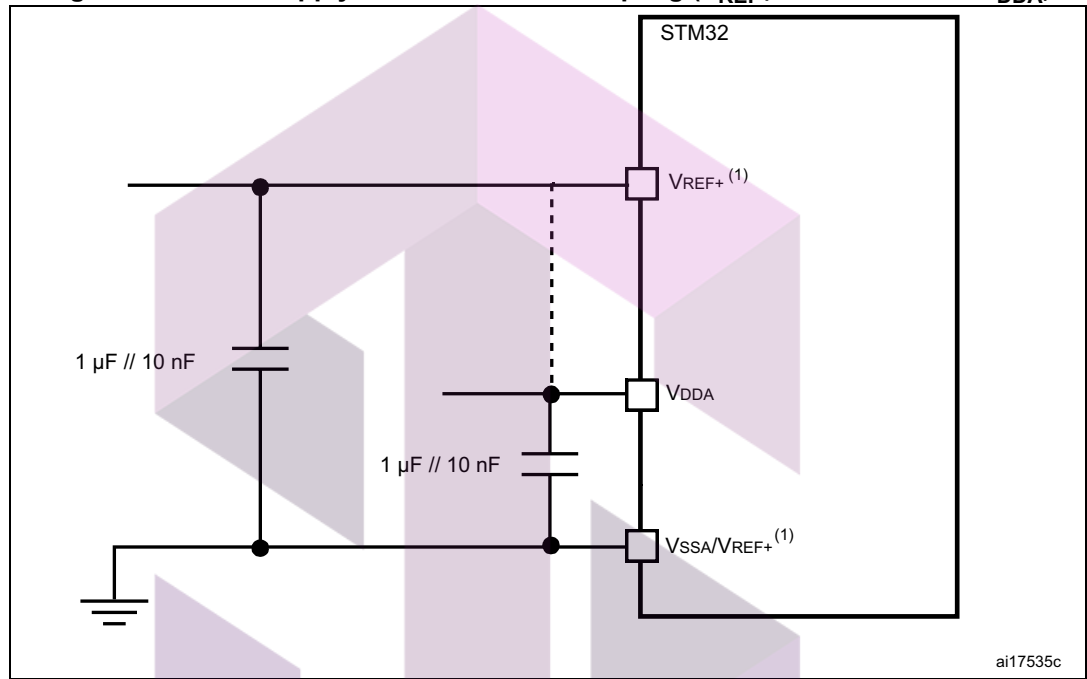 STM32
VREF+ (1)
1 µF // 10 nF
VDDA
1 µF // 10 nF
VSSA/VREF+ (1)
ai17535c